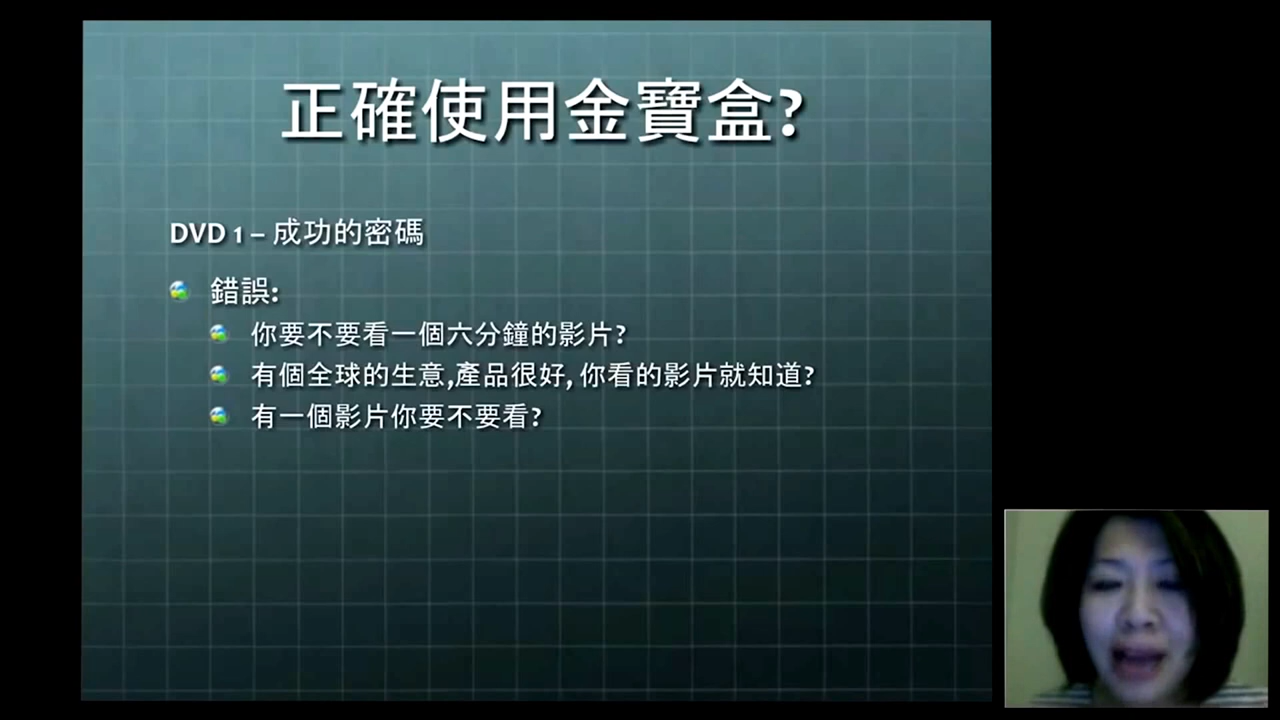 正確使用金寶盒?
DVD 1 – 成功的密碼
錯誤:
你要不要看一個六分鐘的影片?
有個全球的生意,產品很好, 你看的影片就知道?
有一個影片你要不要看?